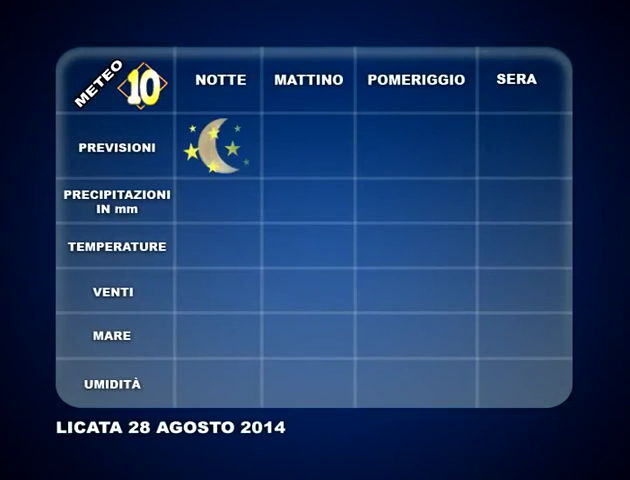 METEO 10
NOTTE MATTINO POMERIGGIO SERA
PREVISIONI
PRECIPITAZIONI
IN mm
TEMPERATURE
VENTI
MARE
UMIDITÀ
LICATA 28 AGOSTO 2014